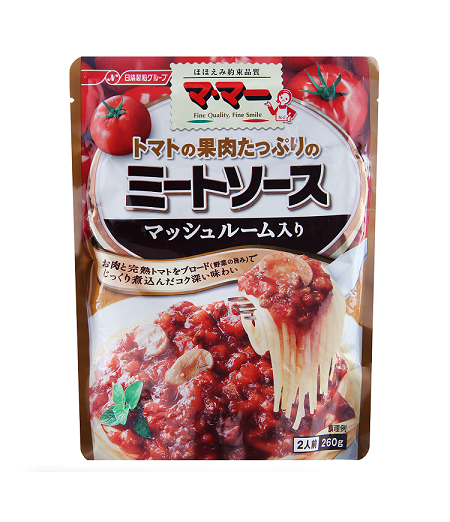 日清製粉グループ
ほほえみ約束品質
マ・マー
Fine Quality, Fine Smile
トマトの果肉たっぷりの
ミートソース
マッシュルーム入り
お肉と完熟トマトをブロード(野菜の旨み)で
じっくり煮込んだコク深い味わい
調理例
2人前 260g